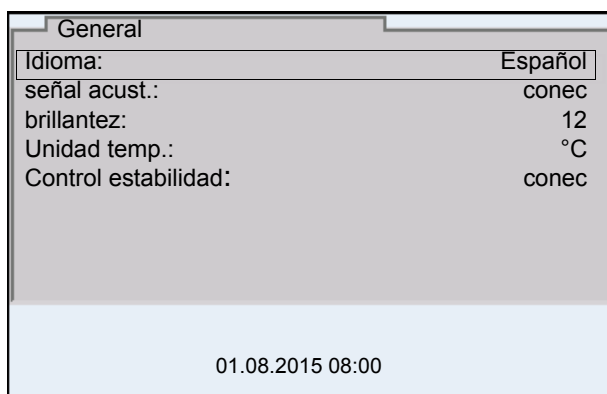 General
Idioma: Español
señal acust.: conec
brillantez: 12
Unidad temp.: °C
Control estabilidad: conec
01.08.2015 08:00